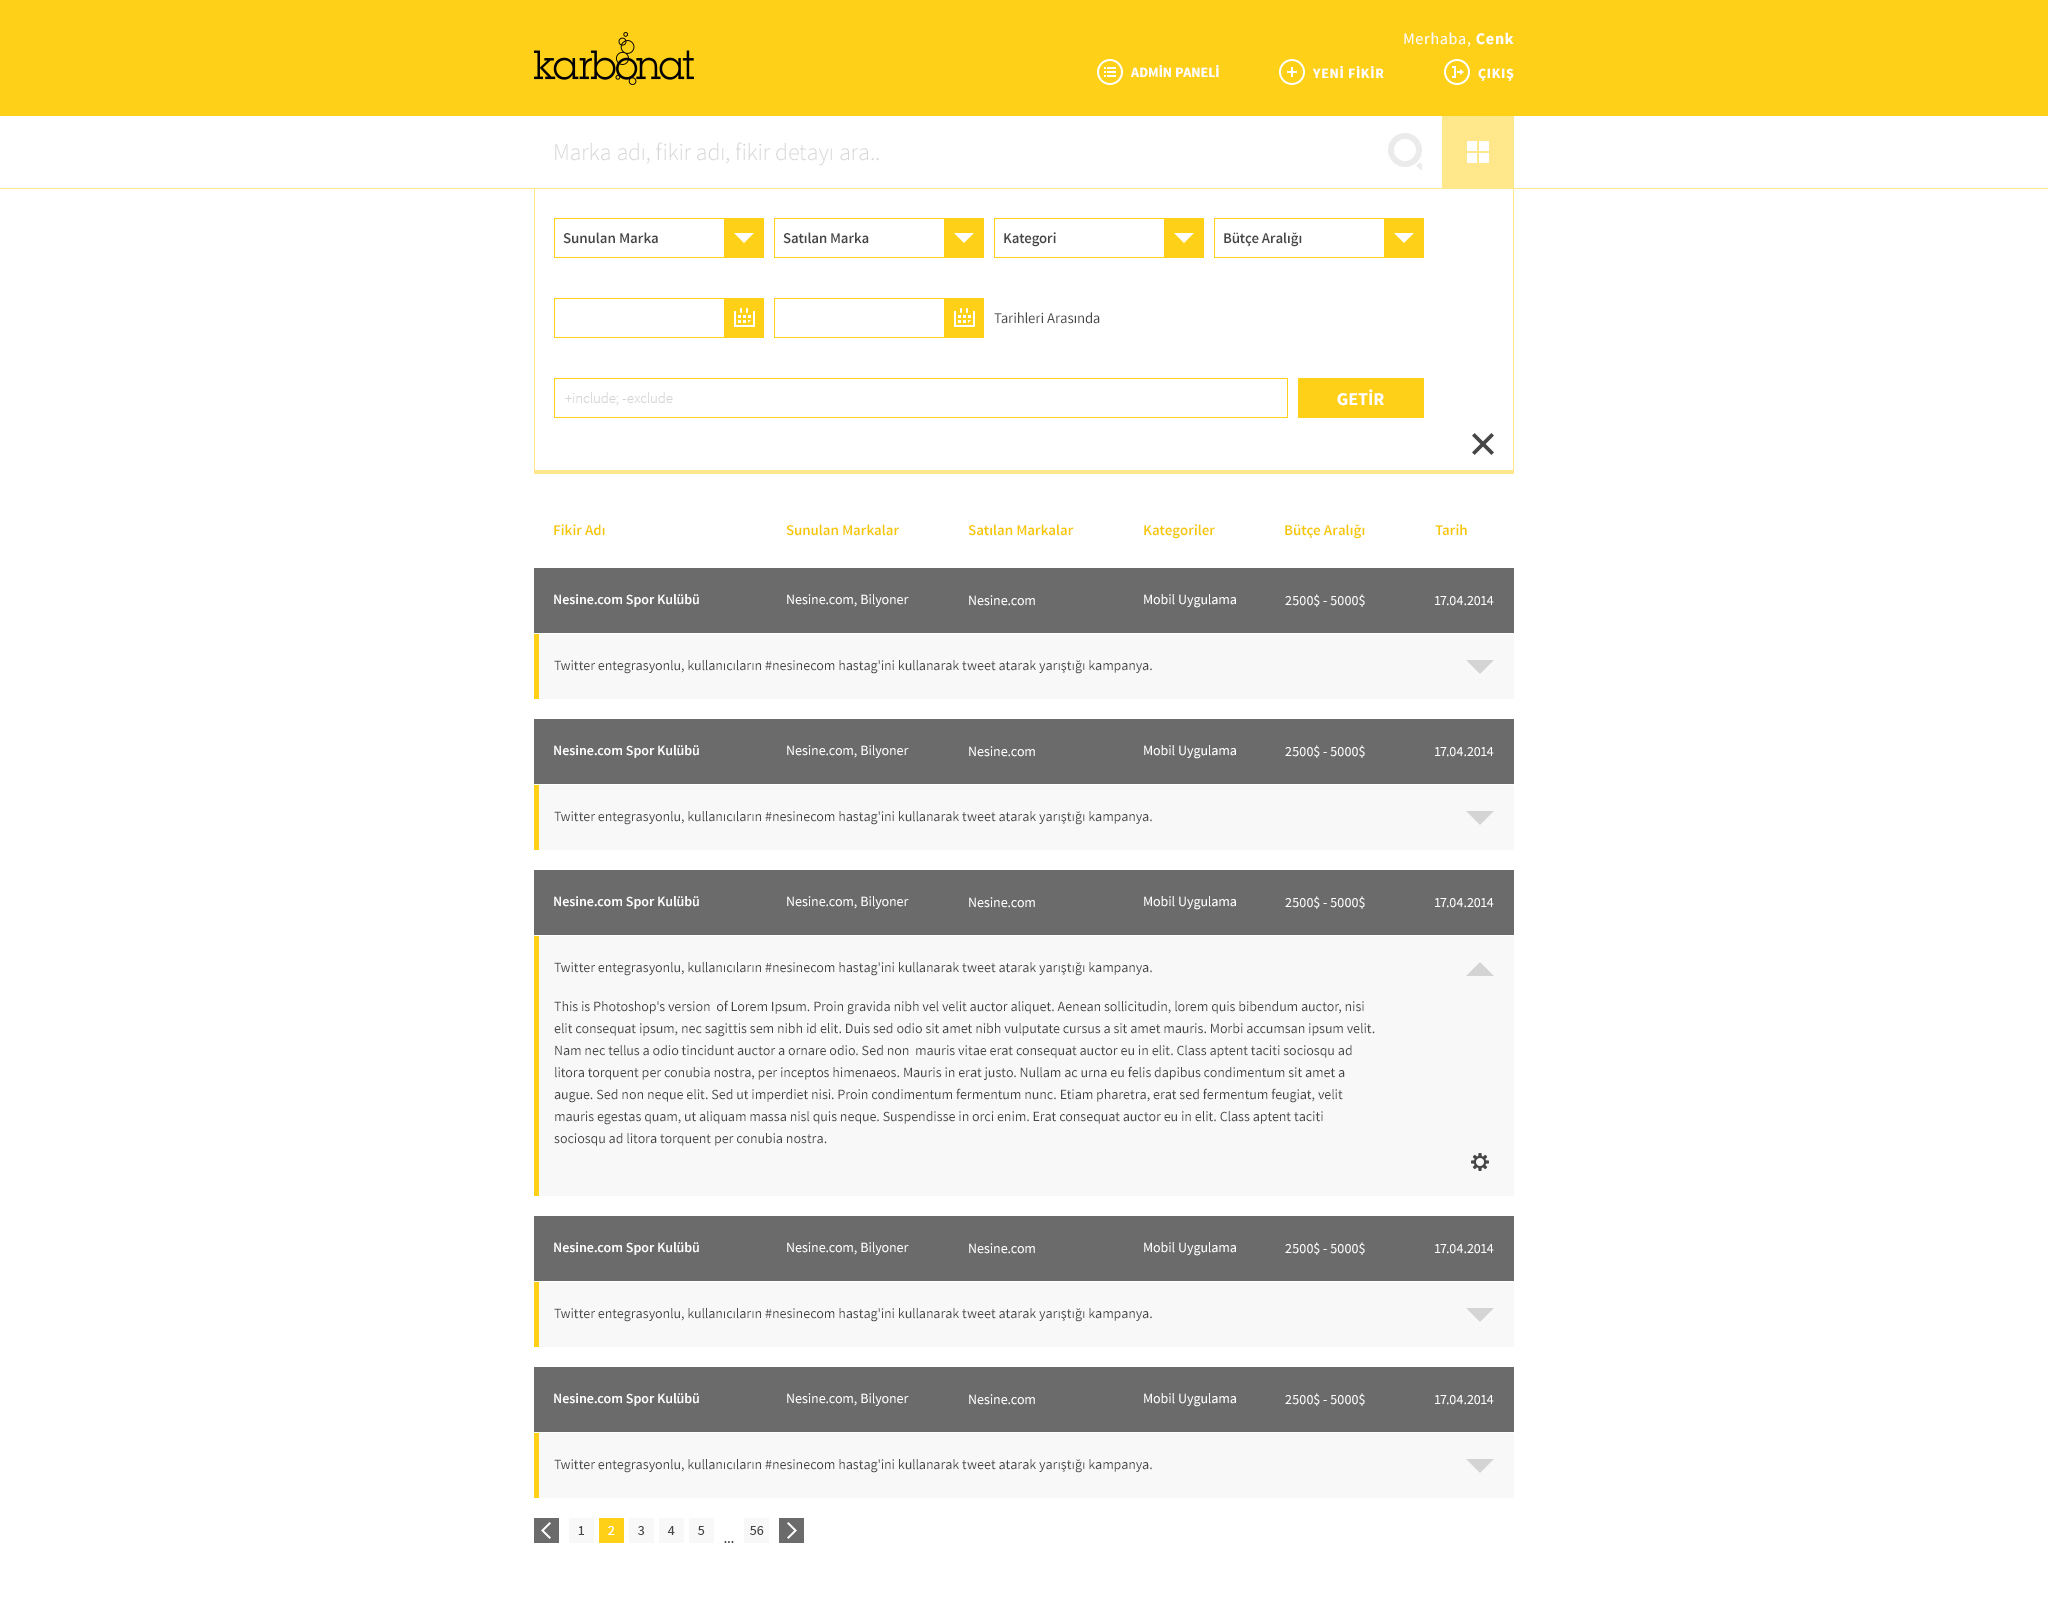 karbonat
Merhaba, Cenk
ADMİN PANELİ YENİ FİKİR ÇIKIŞ
Marka adı, fikir adı, fikir detayı ara..
Sunulan Marka Satılan Marka Kategori Bütçe Aralığı
Tarihleri Arasında
+include; -exclude GETİR
Fikir Adı Sunulan Markalar Satılan Markalar Kategoriler Bütçe Aralığı Tarih
Nesine.com Spor Kulübü Nesine.com, Bilyoner Nesine.com Mobil Uygulama 2500$ - 5000$ 17.04.2014
Twitter entegrasyonlu, kullanıcıların #nesinecom hastag'ini kullanarak tweet atarak yarıştığı kampanya.
Nesine.com Spor Kulübü Nesine.com, Bilyoner Nesine.com Mobil Uygulama 2500$ - 5000$ 17.04.2014
Twitter entegrasyonlu, kullanıcıların #nesinecom hastag'ini kullanarak tweet atarak yarıştığı kampanya.
Nesine.com Spor Kulübü Nesine.com, Bilyoner Nesine.com Mobil Uygulama 2500$ - 5000$ 17.04.2014
Twitter entegrasyonlu, kullanıcıların #nesinecom hastag'ini kullanarak tweet atarak yarıştığı kampanya.
This is Photoshop's version of Lorem Ipsum. Proin gravida nibh vel velit auctor aliquet. Aenean sollicitudin, lorem quis bibendum auctor, nisi
elit consequat ipsum, nec sagittis sem nibh id elit. Duis sed odio sit amet nibh vulputate cursus a sit amet mauris. Morbi accumsan ipsum velit.
Nam nec tellus a odio tincidunt auctor a ornare odio. Sed non mauris vitae erat consequat auctor eu in elit. Class aptent taciti sociosqu ad
litora torquent per conubia nostra, per inceptos himenaeos. Mauris in erat justo. Nullam ac urna eu felis dapibus condimentum sit amet a
augue. Sed non neque elit. Sed ut imperdiet nisi. Proin condimentum fermentum nunc. Etiam pharetra, erat sed fermentum feugiat, velit
mauris egestas quam, ut aliquam massa nisl quis neque. Suspendisse in orci enim. Erat consequat auctor eu in elit. Class aptent taciti
sociosqu ad litora torquent per conubia nostra.
Nesine.com Spor Kulübü Nesine.com, Bilyoner Nesine.com Mobil Uygulama 2500$ - 5000$ 17.04.2014
Twitter entegrasyonlu, kullanıcıların #nesinecom hastag'ini kullanarak tweet atarak yarıştığı kampanya.
Nesine.com Spor Kulübü Nesine.com, Bilyoner Nesine.com Mobil Uygulama 2500$ - 5000$ 17.04.2014
Twitter entegrasyonlu, kullanıcıların #nesinecom hastag'ini kullanarak tweet atarak yarıştığı kampanya.
1 2 3 4 5 ... 56